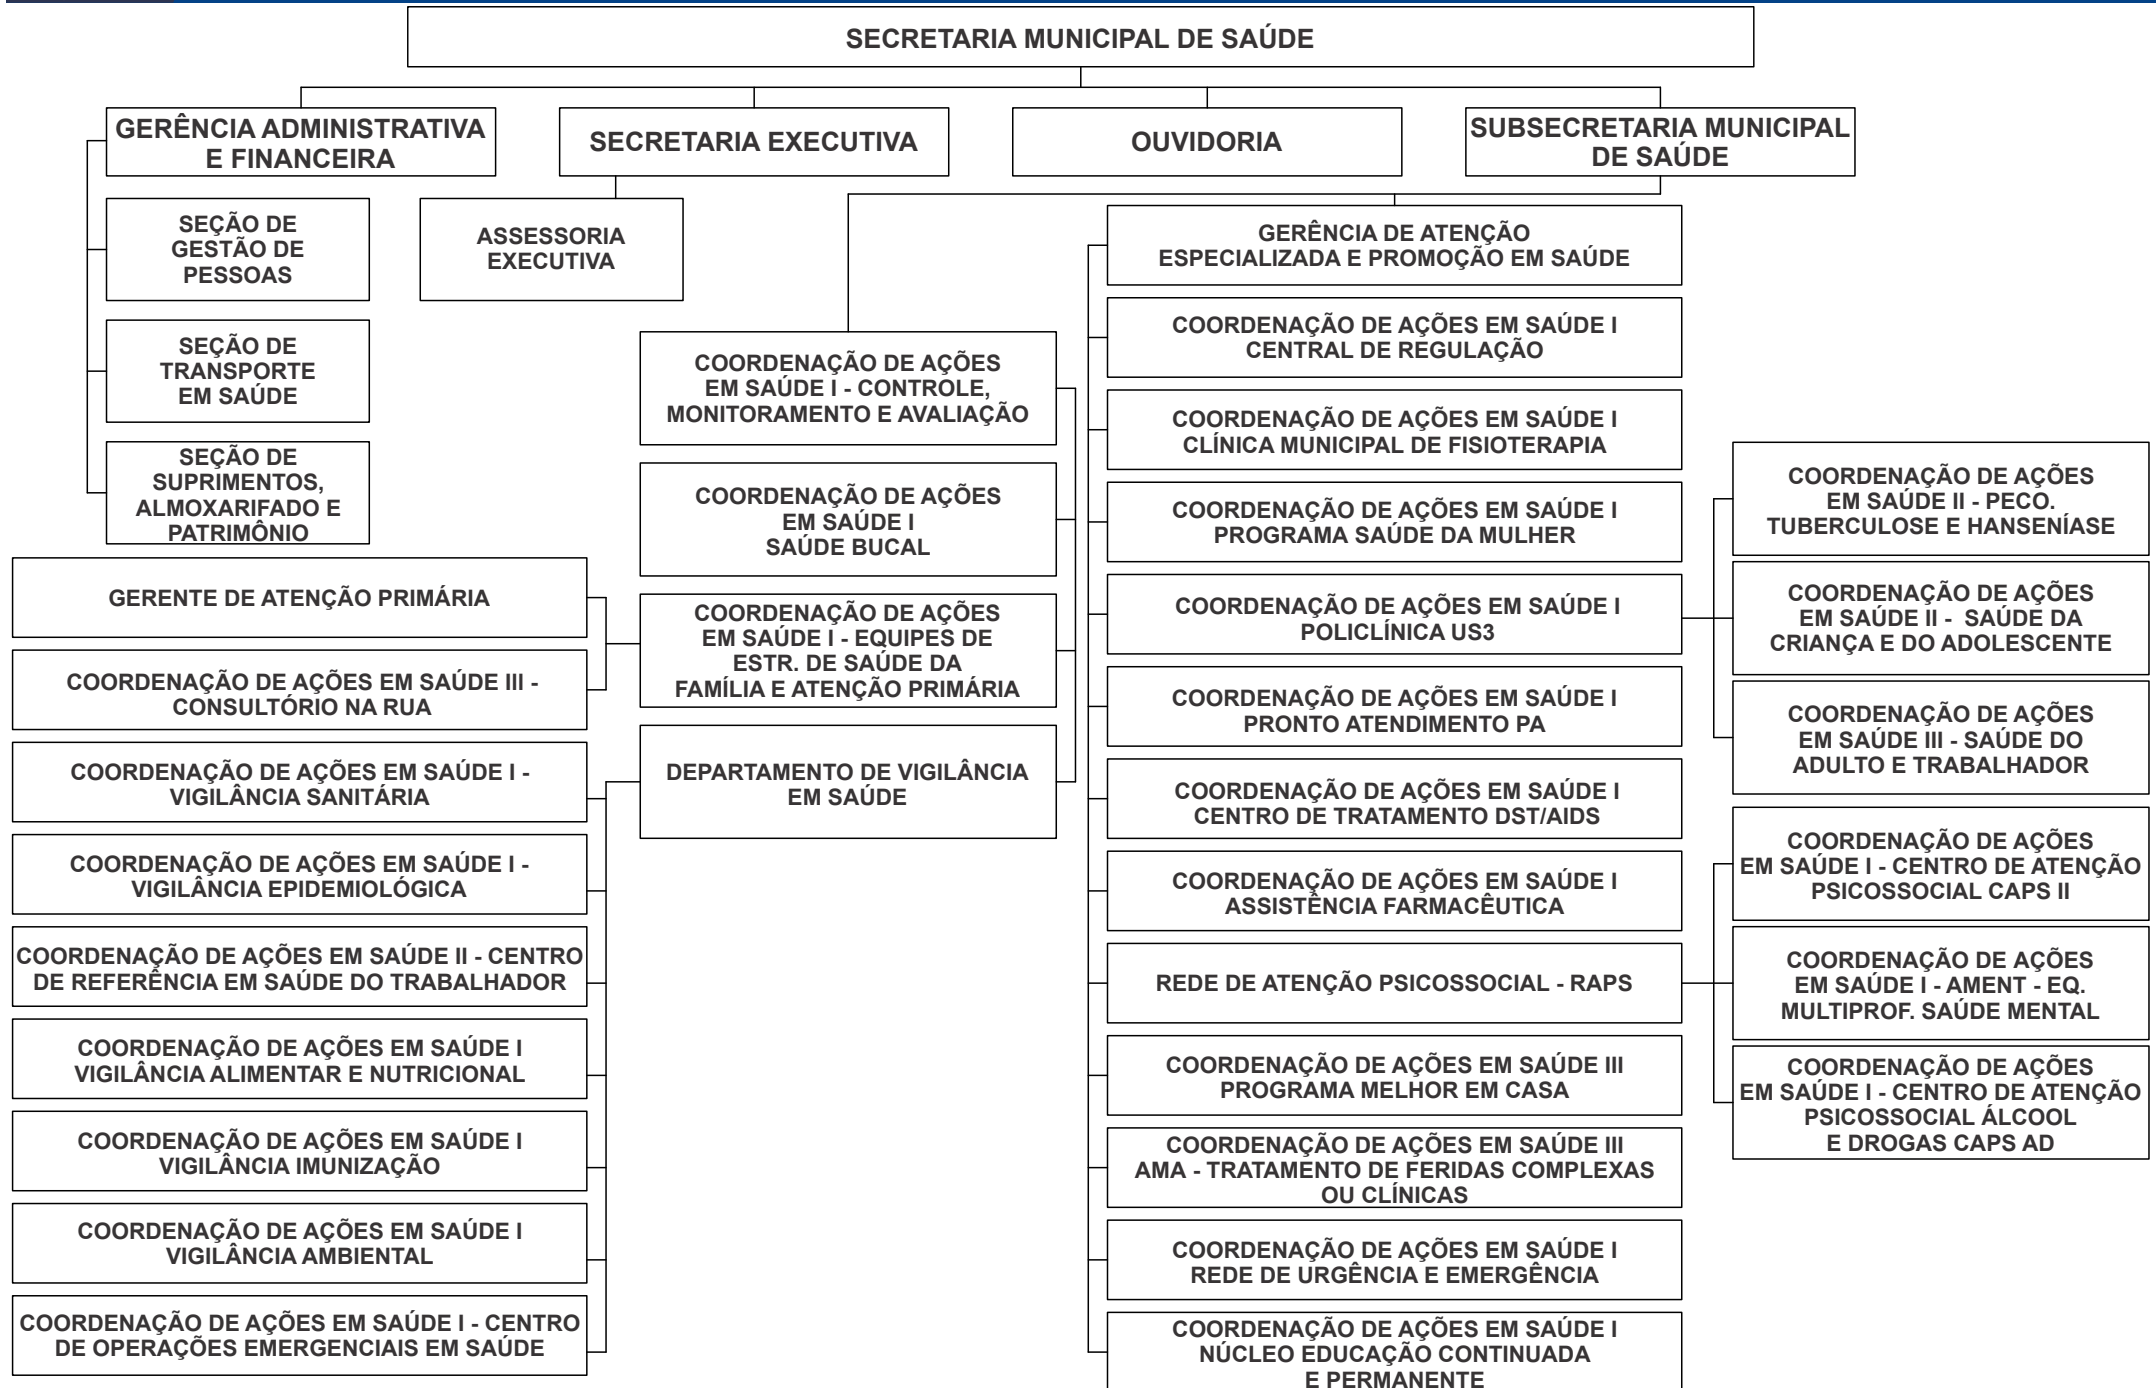 SECRETARIA MUNICIPAL DE SAÚDE
GERÊNCIA ADMINISTRATIVA
E FINANCEIRA
SECRETARIA EXECUTIVA
OUVIDORIA
SUBSECRETARIA MUNICIPAL
DE SAÚDE
SEÇÃO DE
GESTÃO DE
PESSOAS
SEÇÃO DE
TRANSPORTE
EM SAÚDE
SEÇÃO DE
SUPRIMENTOS,
ALMOXARIFADO E
PATRIMÔNIO
ASSESSORIA
EXECUTIVA
COORDENAÇÃO DE AÇÕES
EM SAÚDE I - CONTROLE,
MONITORAMENTO E AVALIAÇÃO
COORDENAÇÃO DE AÇÕES
EM SAÚDE I
SAÚDE BUCAL
COORDENAÇÃO DE AÇÕES
EM SAÚDE I - EQUIPES DE
ESTR. DE SAÚDE DA
FAMÍLIA E ATENÇÃO PRIMÁRIA
DEPARTAMENTO DE VIGILÂNCIA
EM SAÚDE
GERENTE DE ATENÇÃO PRIMÁRIA
COORDENAÇÃO DE AÇÕES EM SAÚDE III -
CONSULTÓRIO NA RUA
COORDENAÇÃO DE AÇÕES EM SAÚDE I -
VIGILÂNCIA SANITÁRIA
COORDENAÇÃO DE AÇÕES EM SAÚDE I -
VIGILÂNCIA EPIDEMIOLÓGICA
COORDENAÇÃO DE AÇÕES EM SAÚDE II - CENTRO
DE REFERÊNCIA EM SAÚDE DO TRABALHADOR
COORDENAÇÃO DE AÇÕES EM SAÚDE I
VIGILÂNCIA ALIMENTAR E NUTRICIONAL
COORDENAÇÃO DE AÇÕES EM SAÚDE I
VIGILÂNCIA IMUNIZAÇÃO
COORDENAÇÃO DE AÇÕES EM SAÚDE I
VIGILÂNCIA AMBIENTAL
COORDENAÇÃO DE AÇÕES EM SAÚDE I - CENTRO
DE OPERAÇÕES EMERGENCIAIS EM SAÚDE
GERÊNCIA DE ATENÇÃO
ESPECIALIZADA E PROMOÇÃO EM SAÚDE
COORDENAÇÃO DE AÇÕES EM SAÚDE I
CENTRAL DE REGULAÇÃO
COORDENAÇÃO DE AÇÕES EM SAÚDE I
CLÍNICA MUNICIPAL DE FISIOTERAPIA
COORDENAÇÃO DE AÇÕES EM SAÚDE I
PROGRAMA SAÚDE DA MULHER
COORDENAÇÃO DE AÇÕES EM SAÚDE I
POLICLÍNICA US3
COORDENAÇÃO DE AÇÕES EM SAÚDE I
PRONTO ATENDIMENTO PA
COORDENAÇÃO DE AÇÕES EM SAÚDE I
CENTRO DE TRATAMENTO DST/AIDS
COORDENAÇÃO DE AÇÕES EM SAÚDE I
ASSISTÊNCIA FARMACÊUTICA
REDE DE ATENÇÃO PSICOSSOCIAL - RAPS
COORDENAÇÃO DE AÇÕES EM SAÚDE III
PROGRAMA MELHOR EM CASA
COORDENAÇÃO DE AÇÕES EM SAÚDE III
AMA - TRATAMENTO DE FERIDAS COMPLEXAS
OU CLÍNICAS
COORDENAÇÃO DE AÇÕES EM SAÚDE I
REDE DE URGÊNCIA E EMERGÊNCIA
COORDENAÇÃO DE AÇÕES EM SAÚDE I
NÚCLEO EDUCAÇÃO CONTINUADA
E PERMANENTE
COORDENAÇÃO DE AÇÕES
EM SAÚDE II - PECO.
TUBERCULOSE E HANSENÍASE
COORDENAÇÃO DE AÇÕES
EM SAÚDE II - SAÚDE DA
CRIANÇA E DO ADOLESCENTE
COORDENAÇÃO DE AÇÕES
EM SAÚDE III - SAÚDE DO
ADULTO E TRABALHADOR
COORDENAÇÃO DE AÇÕES
EM SAÚDE I - CENTRO DE ATENÇÃO
PSICOSSOCIAL CAPS II
COORDENAÇÃO DE AÇÕES
EM SAÚDE I - AMENT - EQ.
MULTIPROF. SAÚDE MENTAL
COORDENAÇÃO DE AÇÕES
EM SAÚDE I - CENTRO DE ATENÇÃO
PSICOSSOCIAL ÁLCOOL
E DROGAS CAPS AD